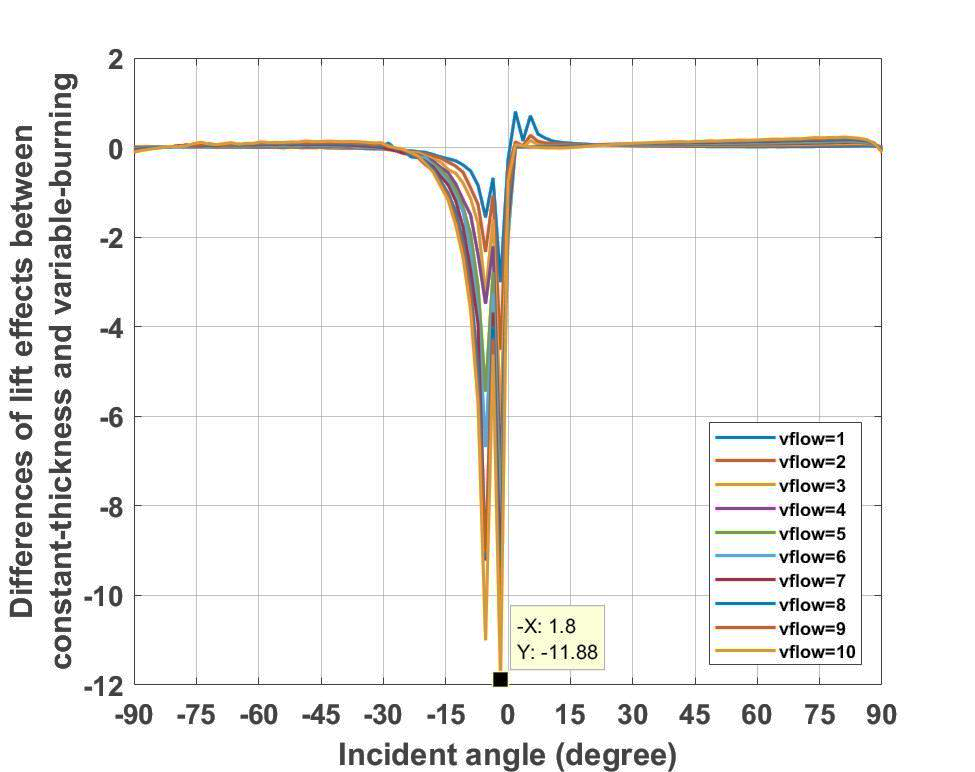 Differences of lift effects between
constant-thickness and variable-burning
2
0
-2
-4
-6
-8
-10
-12
-X: 1.8
Y: -11.88
vflow=1
vflow=2
vflow=3
vflow=4
vflow=5
vflow=6
vflow=7
vflow=8
vflow=9
vflow=10
-90 -75 -60 -45 -30 -15 0 15 30 45 60 75 90
Incident angle (degree)